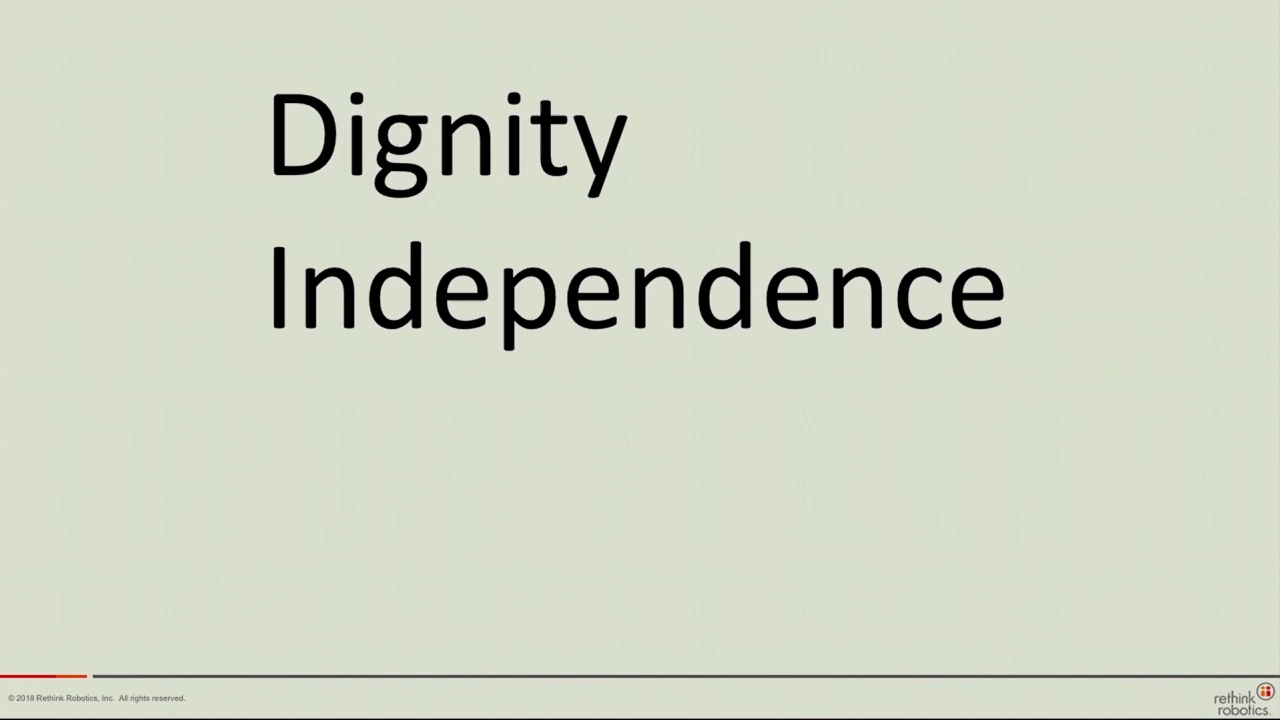 Dignity
Independence
© 2018 Rethink Robotics, Inc. All rights reserved.
rethink
robotics.